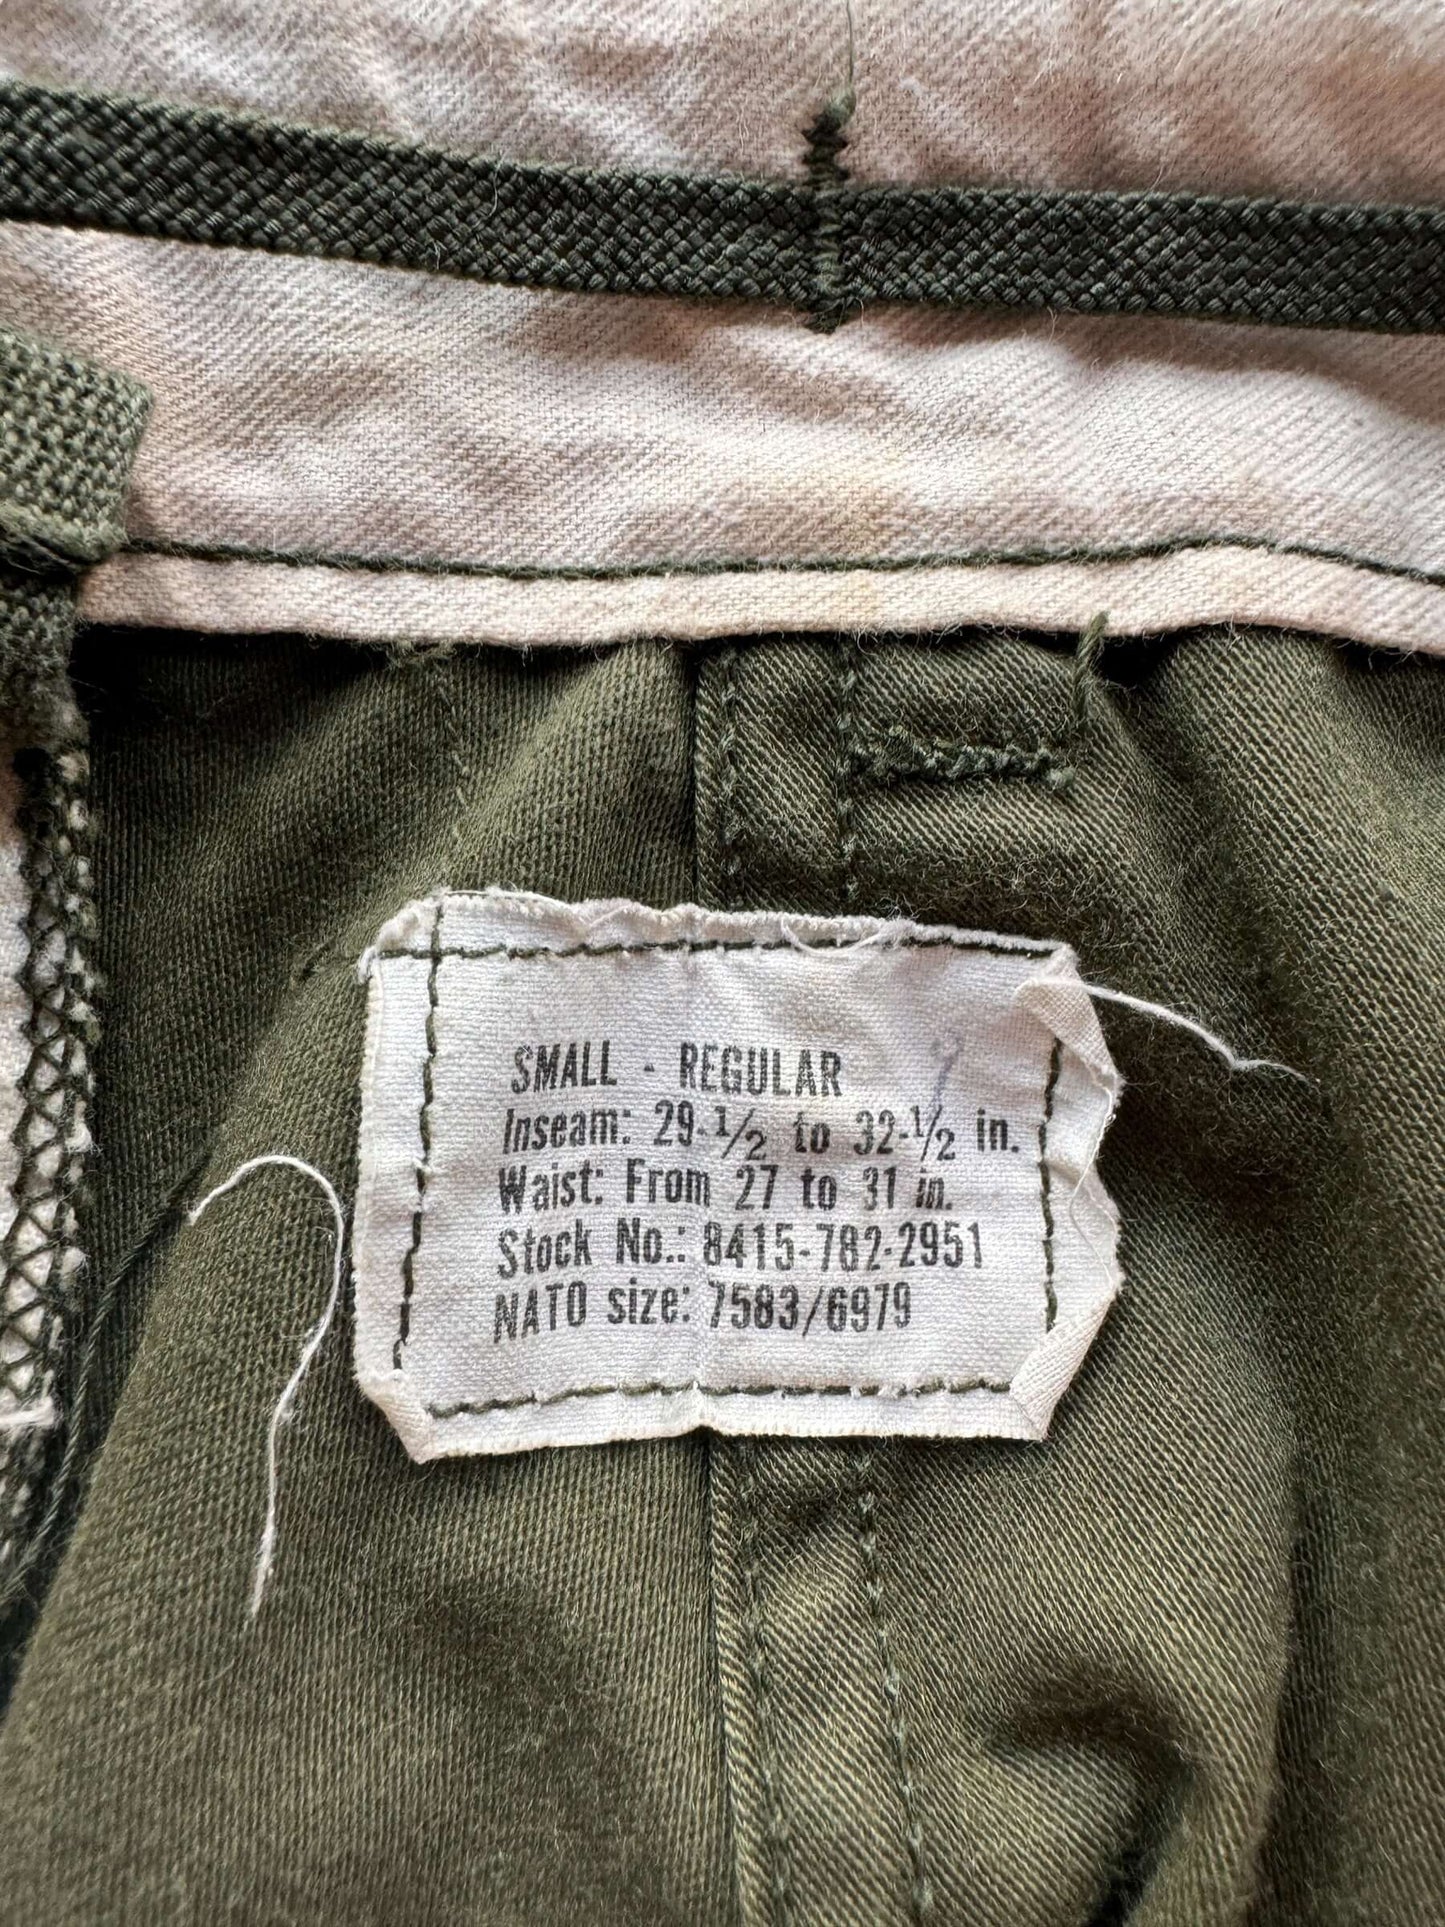 SMALL - REGULAR
Inseam: 29-1/2 to 32-1/2 in.
Waist: From 27 to 31 in.
Stock No.: 8415-782-2951
NATO size: 7583/6979